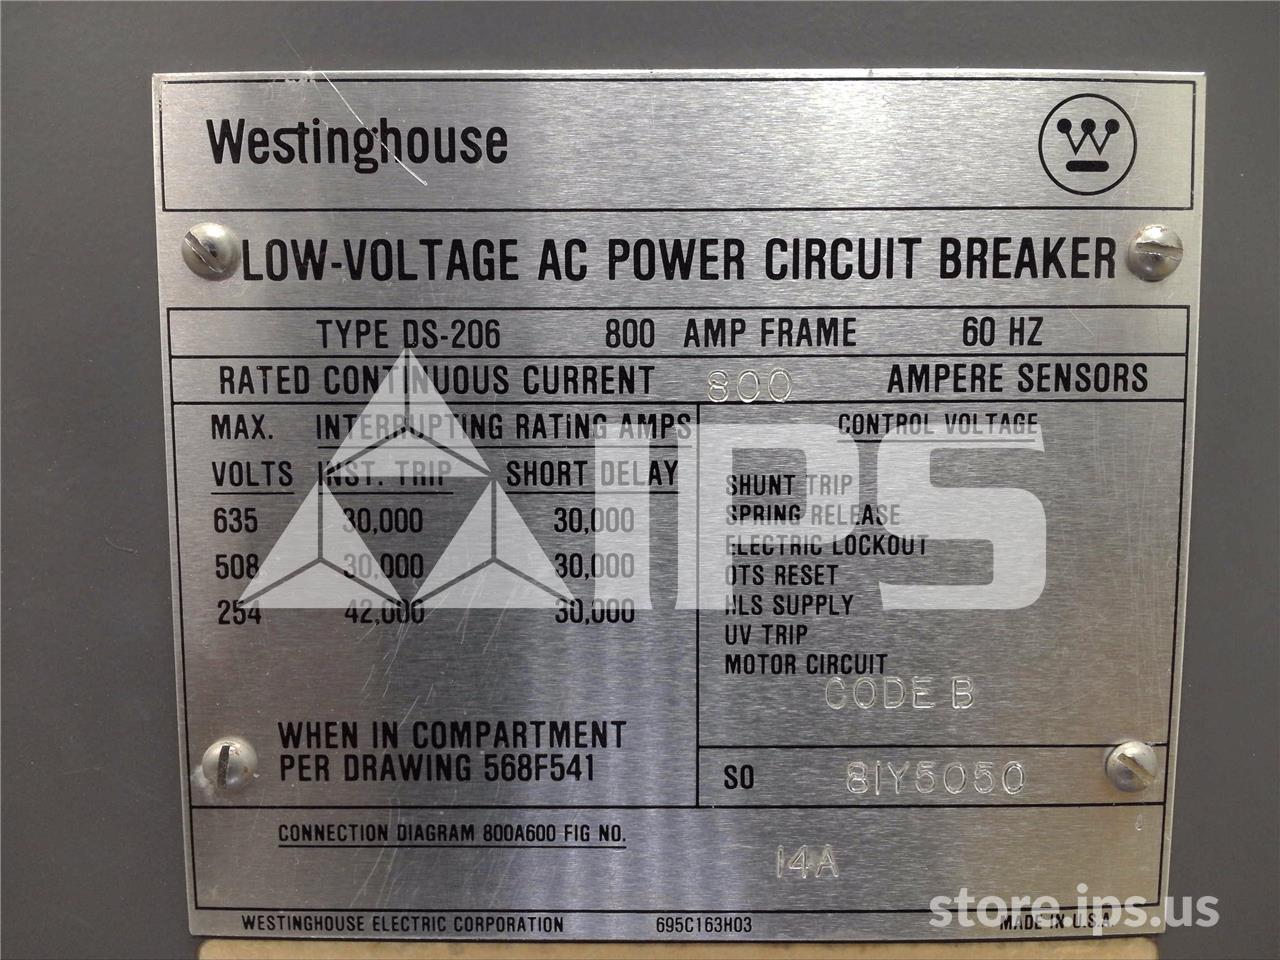 Westinghouse
LOW-VOLTAGE AC POWER CIRCUIT BREAKER
TYPE DS-206 800 AMP FRAME 60 HZ
RATED CONTINUOUS CURRENT 800 AMPERE SENSORS
MAX. INTERRUPTING RATING AMPS
VOLTS INST. TRIP SHORT DELAY
635 30,000 30,000
508 30,000 30,000
254 42,000 30,000
WHEN IN COMPARTMENT
PER DRAWING 568F541
CONTROL VOLTAGE
SHUNT TRIP
SPRING RELEASE
ELECTRIC LOCKOUT
OTS RESET
HLS SUPPLY
UV TRIP
MOTOR CIRCUIT
CODE B
SO 81Y5050
CONNECTION DIAGRAM 800A600 FIG NO.
14A
WESTINGHOUSE ELECTRIC CORPORATION 695C163H03 MADE IN U.S.A.
IPS
store.ips.us